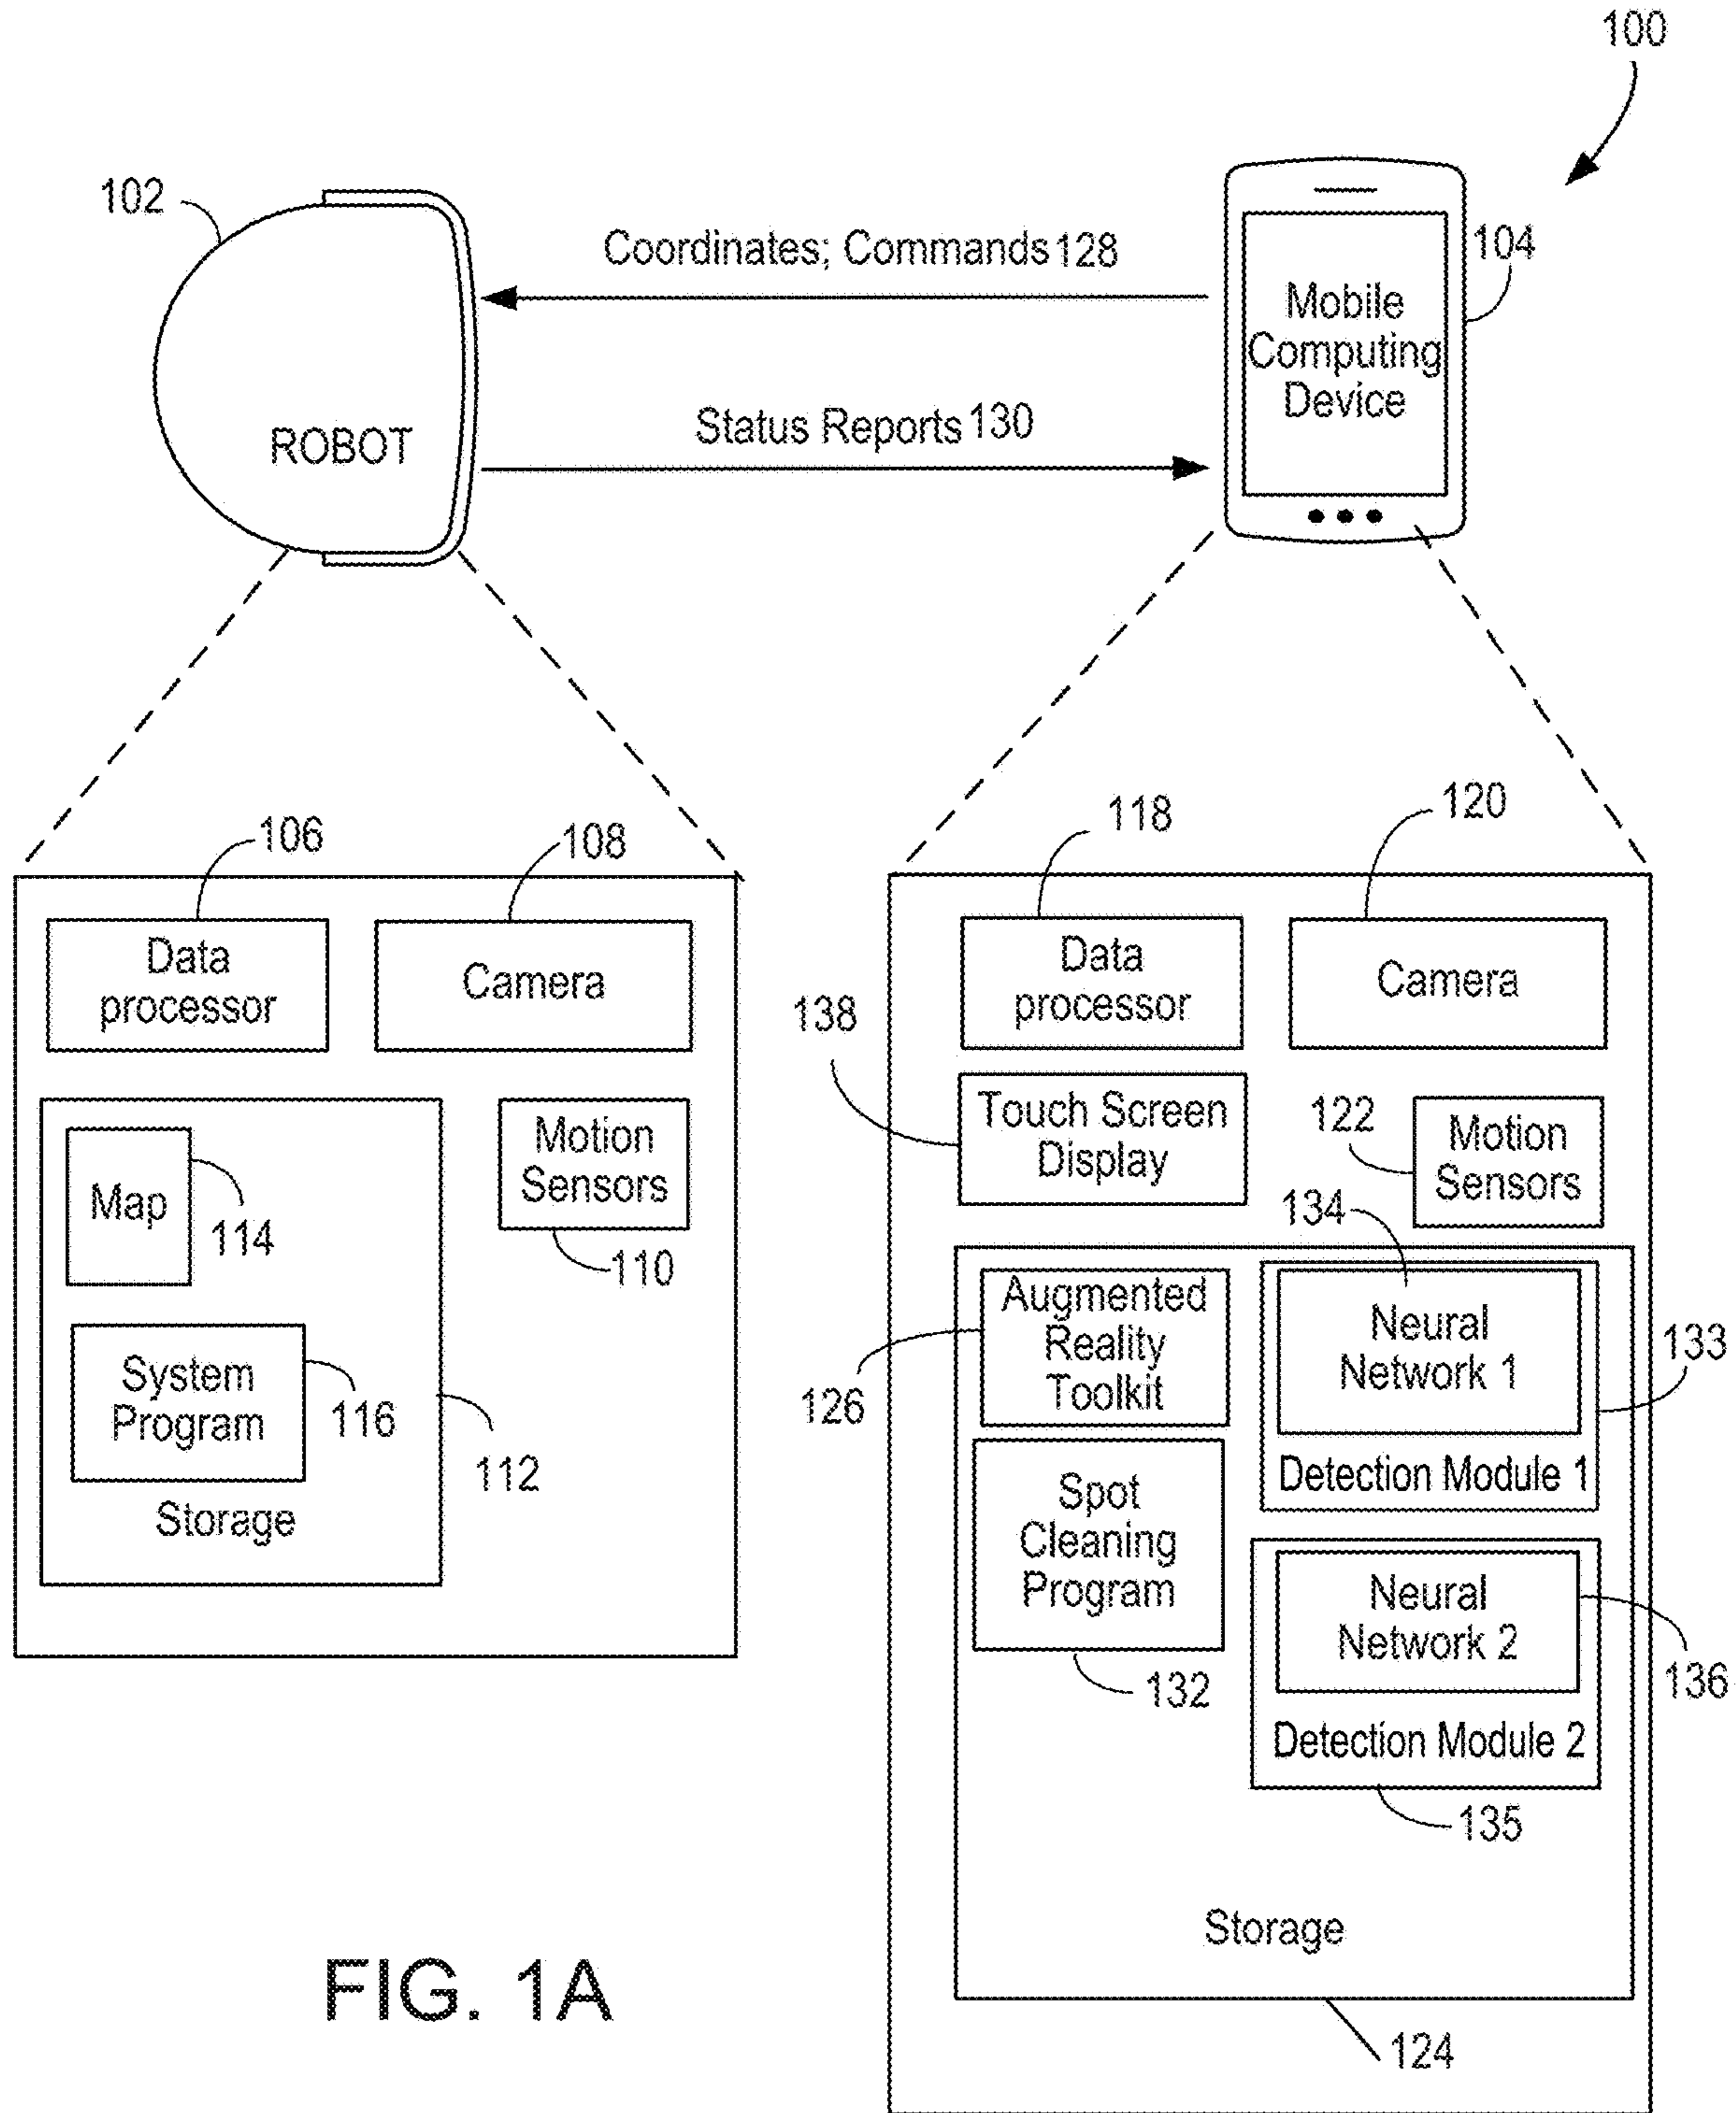 100
102
Coordinates; Commands 128
104
Mobile
Computing
Device
ROBOT
Status Reports 130
106
108
118
120
Data
processor
Camera
Data
processor
Camera
138
Touch Screen
Display
122
Motion
Sensors
Motion
Sensors
Map
114
110
134
Augmented
Reality
Toolkit
126
Neural
Network 1
133
Detection Module 1
System
Program
116
112
Storage
Spot
Cleaning
Program
132
Neural
Network 2
136
Detection Module 2
135
Storage
124
FIG. 1A